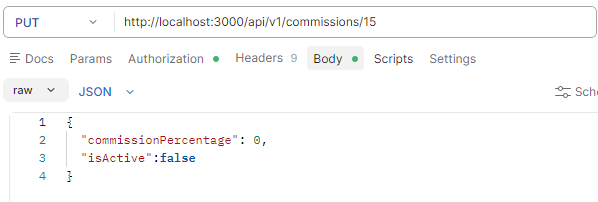 PUT http://localhost:3000/api/v1/commissions/15
Docs Params Authorization Headers 9 Body Scripts Settings
raw JSON Sche
1 {
2 "commissionPercentage": 0,
3 "isActive":false
4 }